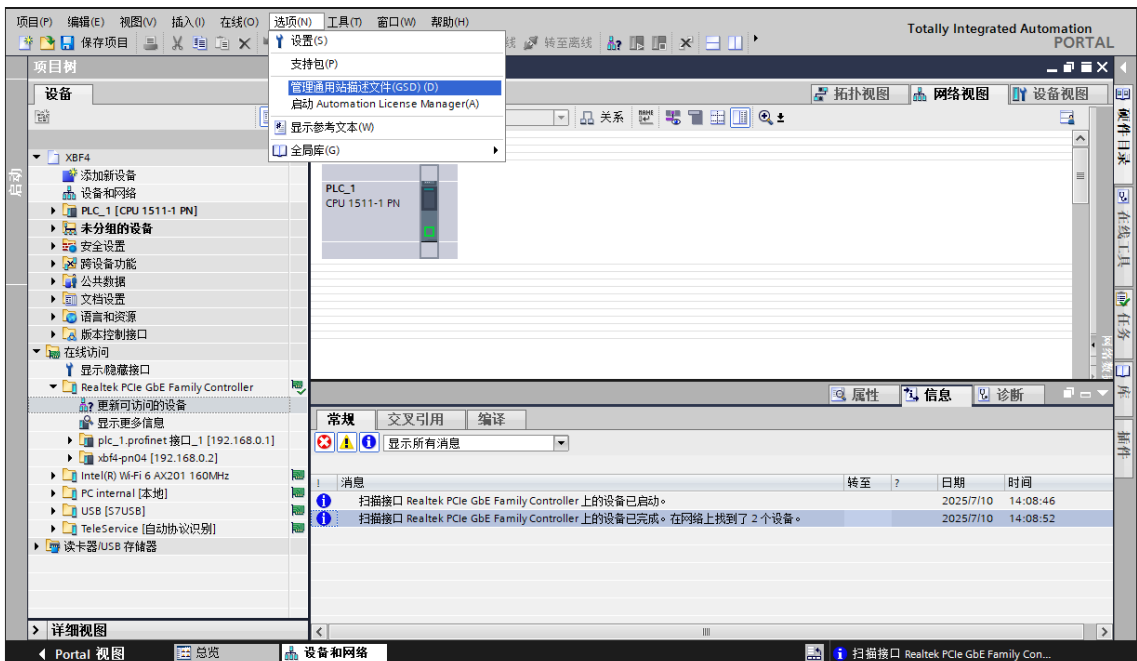 项目(P) 编辑(E) 视图(V) 插入(I) 在线(O) 选项(N) 工具(T) 窗口(W) 帮助(H)
Totally Integrated Automation
PORTAL
保存项目
线 转至离线
设置(S)
支持包(P)
管理通用站描述文件(GSD) (D)
启动 Automation License Manager(A)
显示参考文本(W)
全局库(G)
项目树
设备
拓扑视图 网络视图 设备视图
关系
XBF4
添加新设备
设备和网络
PLC_1 [CPU 1511-1 PN]
未分组的设备
安全设置
跨设备功能
公共数据
文档设置
语言和资源
版本控制接口
在线访问
显示/隐藏接口
Realtek PCIe GbE Family Controller
更新可访问的设备
显示更多信息
plc_1.profinet 接口_1 [192.168.0.1]
xbf4-pn04 [192.168.0.2]
Intel(R) Wi-Fi 6 AX201 160MHz
PC internal [本地]
USB [S7USB]
TeleService [自动协议识别]
读卡器/USB 存储器
详细视图
启动
PLC_1
CPU 1511-1 PN
属性 信息 诊断
常规 交叉引用 编译
显示所有消息
! 消息 转至 ? 日期 时间
扫描接口 Realtek PCIe GbE Family Controller 上的设备已启动。 2025/7/10 14:08:46
扫描接口 Realtek PCIe GbE Family Controller 上的设备已完成。在网络上找到了 2 个设备。 2025/7/10 14:08:52
硬件目录
在线工具
任务
库
插件
Portal 视图 总览 设备和网络 扫描接口 Realtek PCIe GbE Family Con...